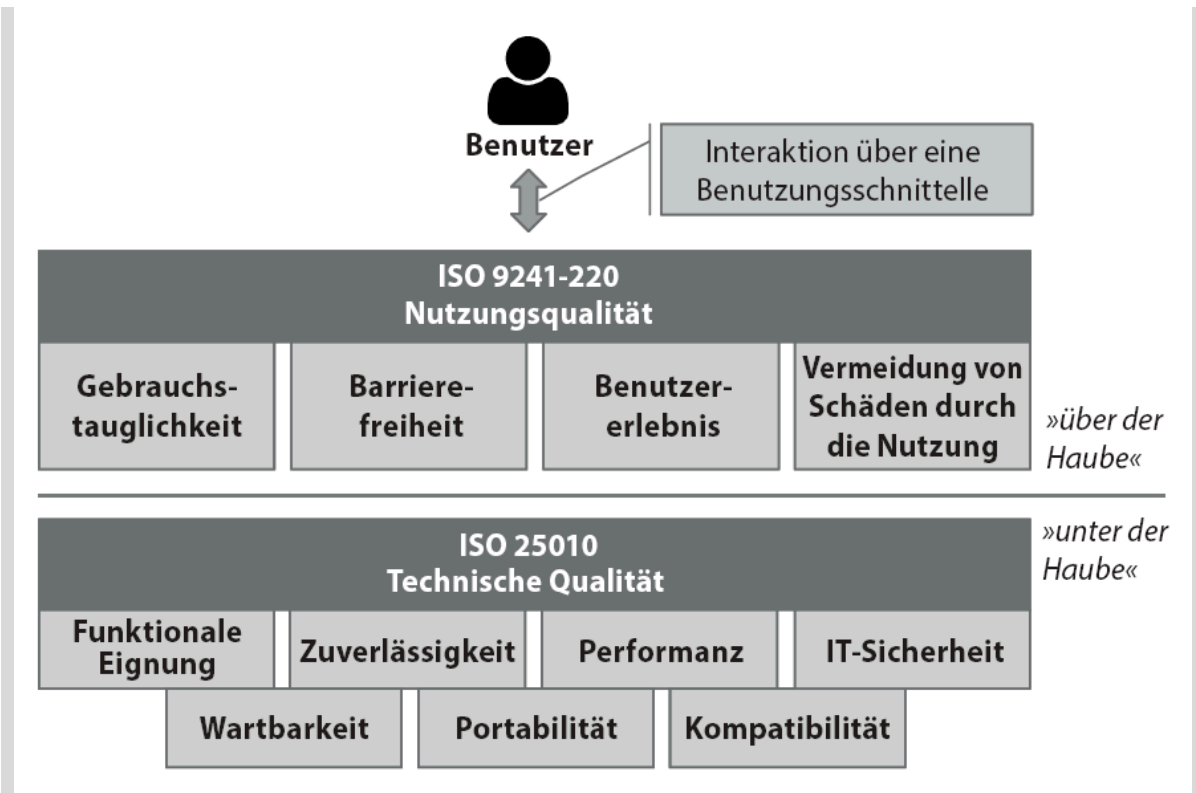 Benutzer
Interaktion über eine
Benutzungsschnittelle
ISO 9241-220
Nutzungsqualität
Gebrauchs-
tauglichkeit
Barriere-
freiheit
Benutzer-
erlebnis
Vermeidung von
Schäden durch
die Nutzung
»über der
Haube«
»unter der
Haube«
ISO 25010
Technische Qualität
Funktionale
Eignung
Zuverlässigkeit
Performanz
IT-Sicherheit
Wartbarkeit
Portabilität
Kompatibilität